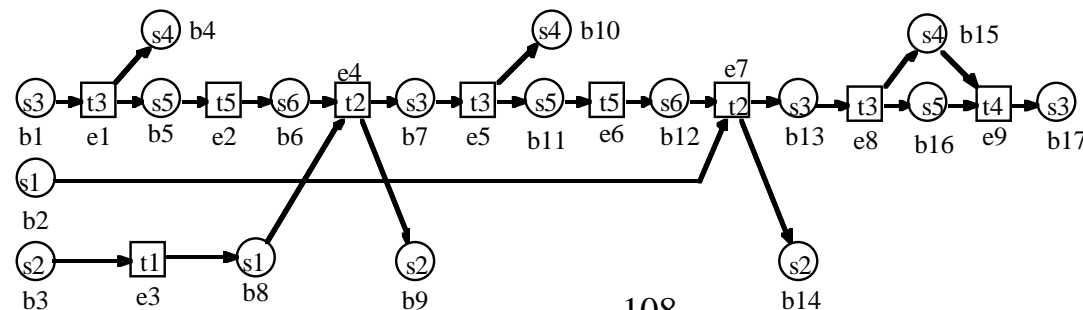 s4 b4 s4 b10 s4 b15
e4 e7
s3 t3 s5 t5 s6 t2 s3 t3 s5 t5 s6 t2 s3 t3 s5 t4 s3
b1 e1 b5 e2 b6 b7 e5 b11 e6 b12 b13 e8 b16 e9 b17
s1
b2
s2 t1 s1 s2 s2
b3 e3 b8 b9 b14
108